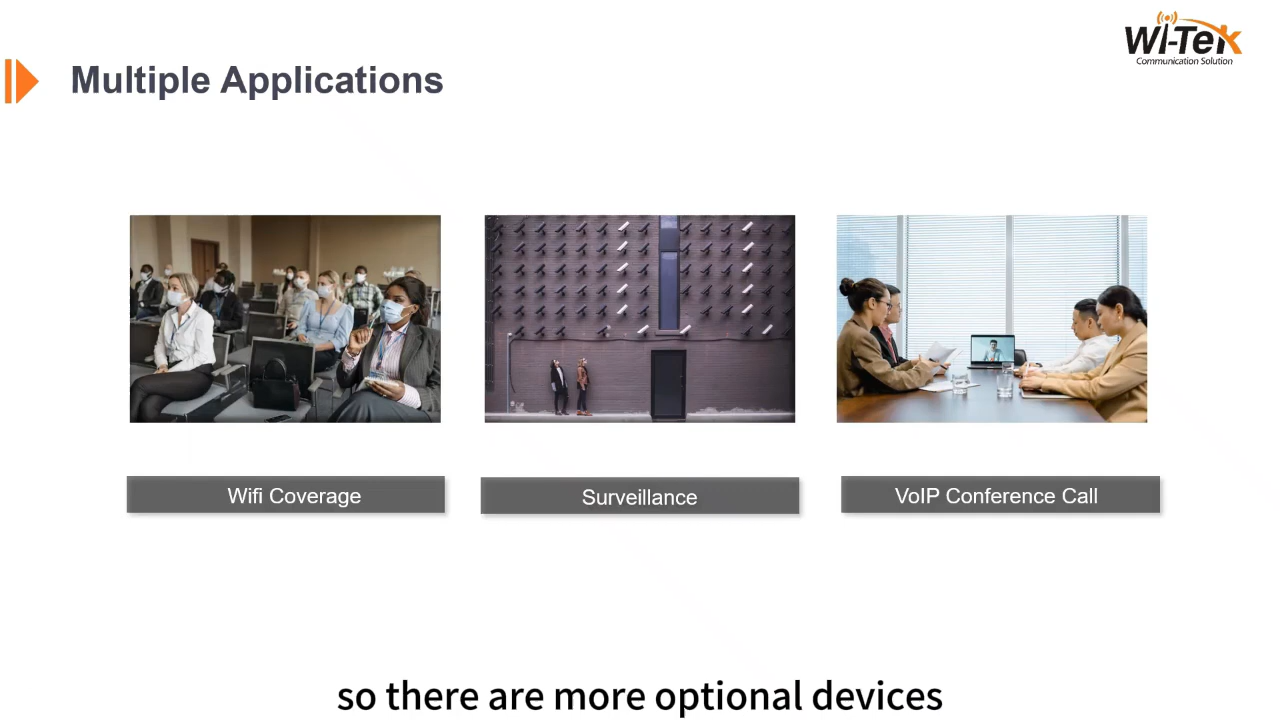 Wi-Tek
Communication Solution
Multiple Applications
Wifi Coverage
Surveillance
VoIP Conference Call
so there are more optional devices